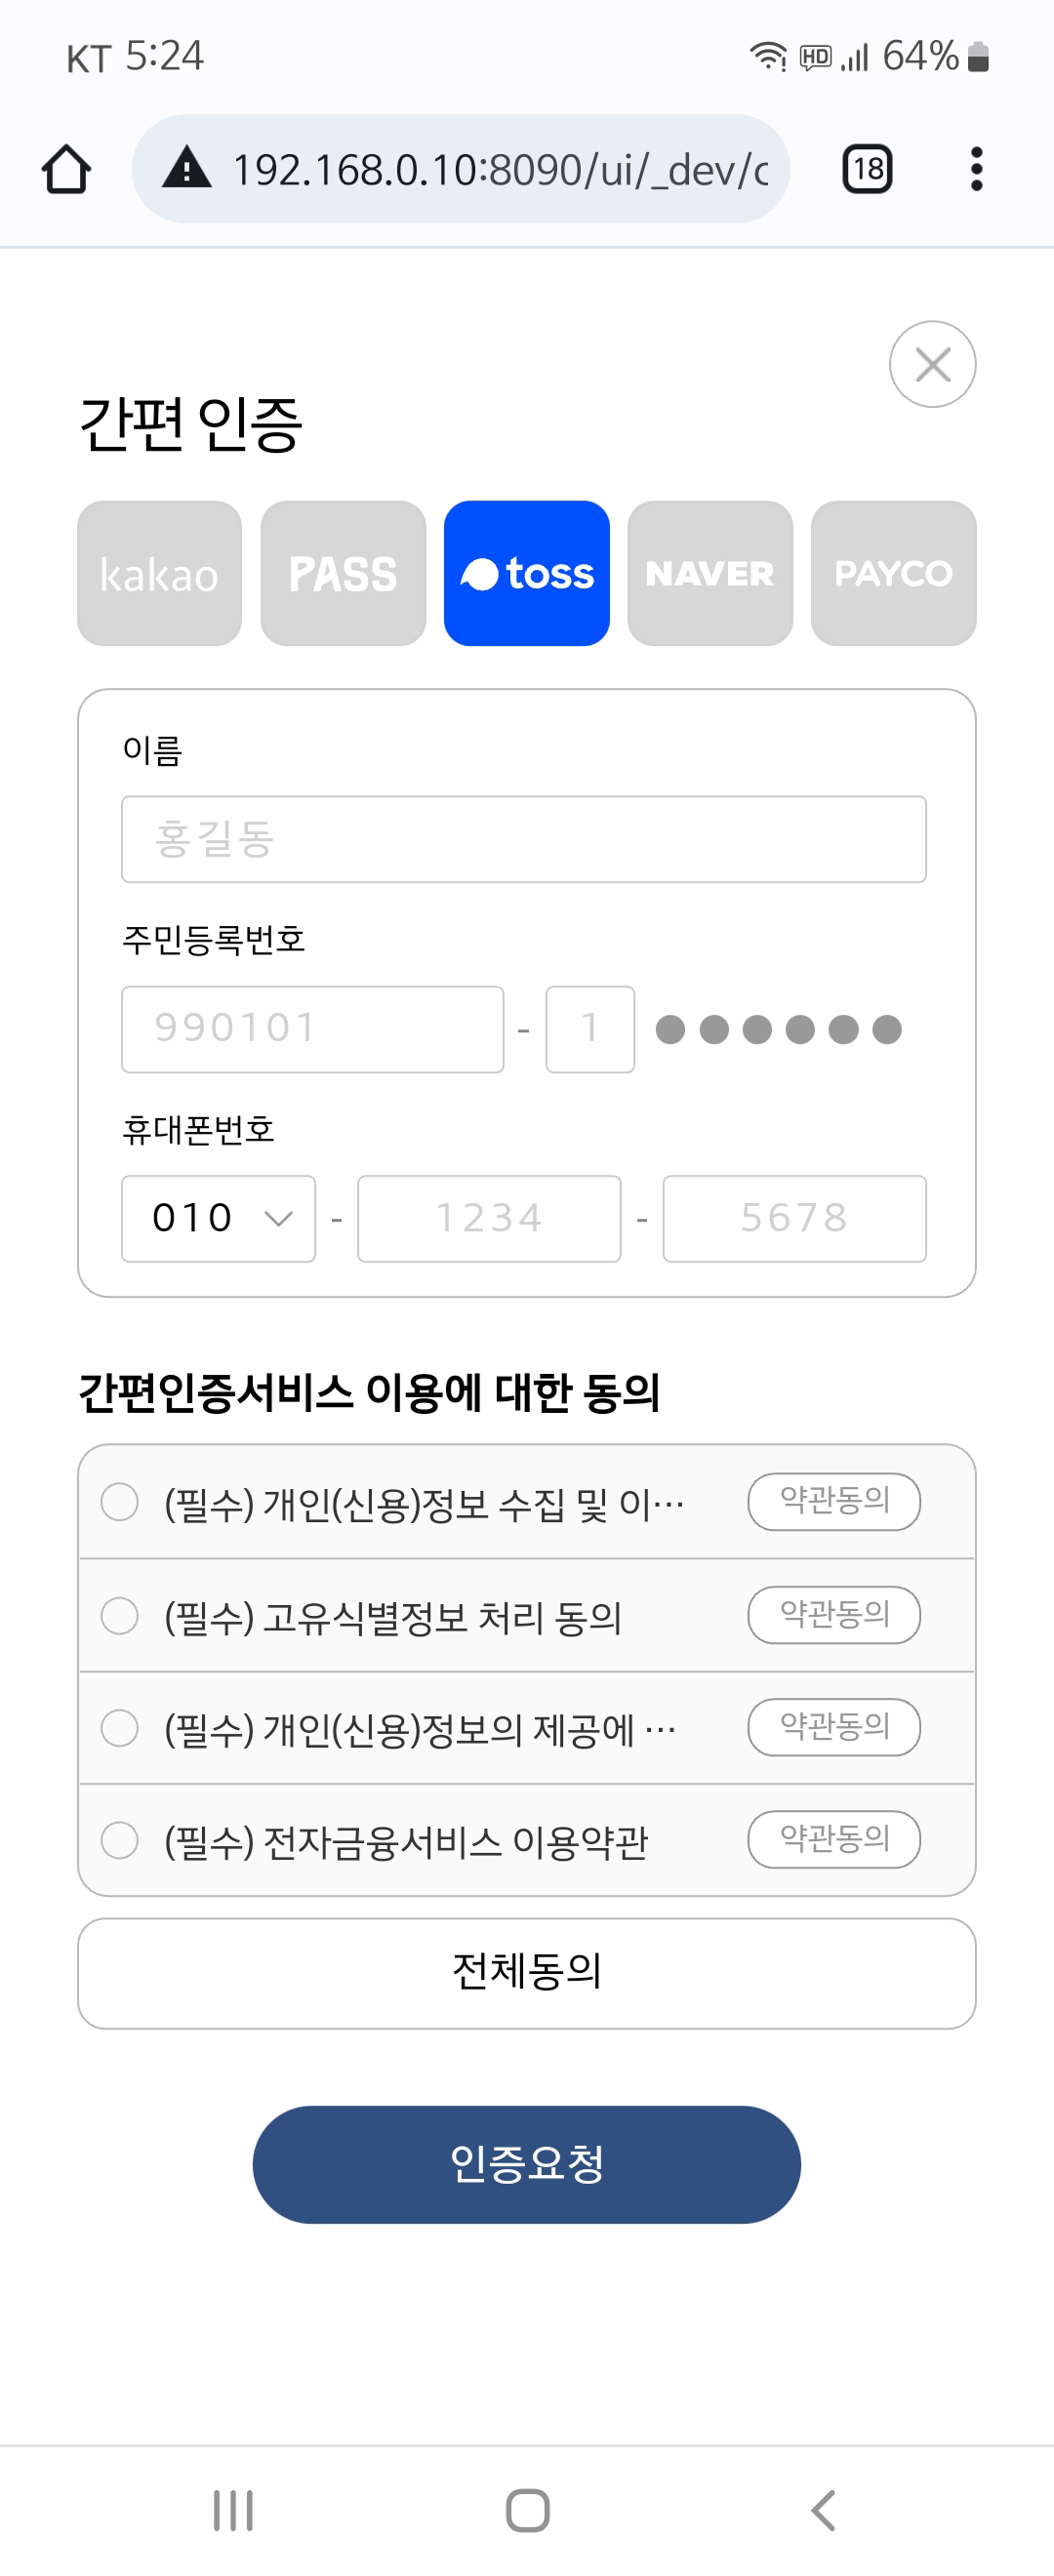 KT 5:24 HD 64%
192.168.0.10:8090/ui/_dev/c 18
간편 인증
kakao PASS toss NAVER PAYCO
이름
홍길동
주민등록번호
990101 - 1 ●●●●●●
휴대폰번호
010 - 1234 - 5678
간편인증서비스 이용에 대한 동의
(필수) 개인(신용)정보 수집 및 이… 약관동의
(필수) 고유식별정보 처리 동의 약관동의
(필수) 개인(신용)정보의 제공에 … 약관동의
(필수) 전자금융서비스 이용약관 약관동의
전체동의
인증요청